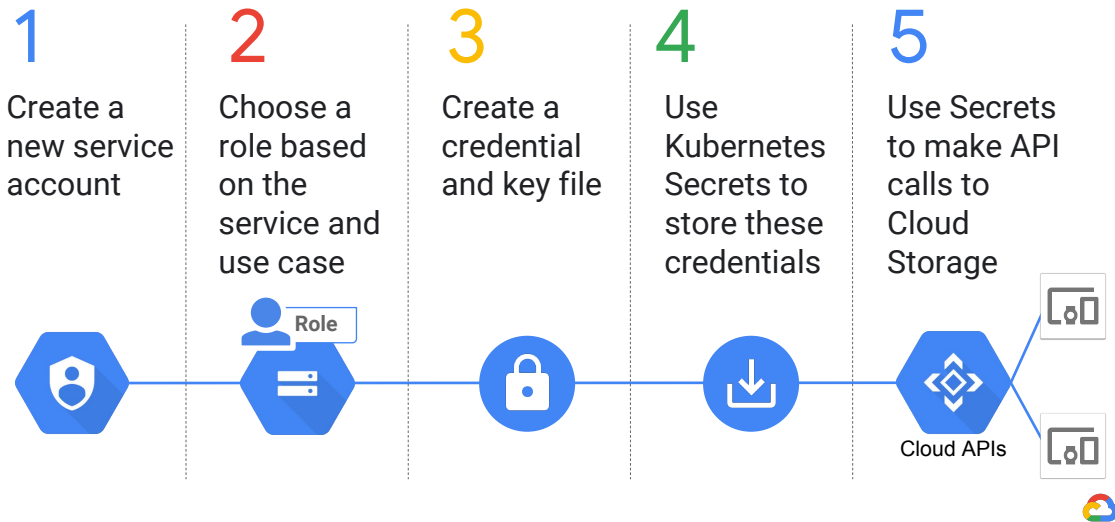 1
Create a
new service
account
2
Choose a
role based
on the
service and
use case
Role
3
Create a
credential
and key file
4
Use
Kubernetes
Secrets to
store these
credentials
5
Use Secrets
to make API
calls to
Cloud
Storage
Cloud APIs